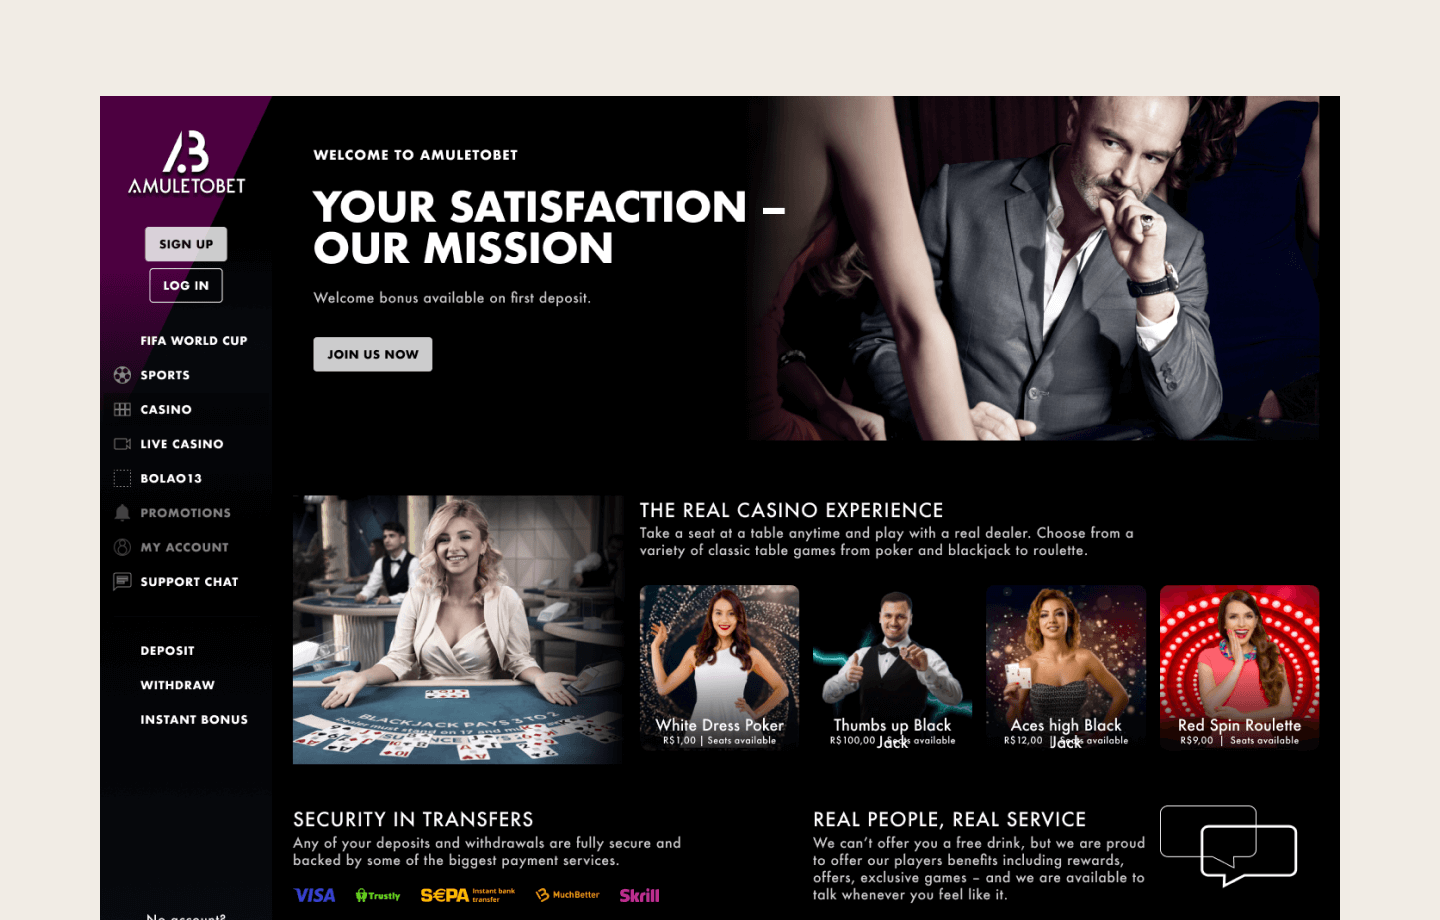 AMULETOBET
SIGN UP
LOG IN
FIFA WORLD CUP
SPORTS
CASINO
LIVE CASINO
BOLAO13
PROMOTIONS
MY ACCOUNT
SUPPORT CHAT
DEPOSIT
WITHDRAW
INSTANT BONUS
No account?
WELCOME TO AMULETOBET
YOUR SATISFACTION –
OUR MISSION
Welcome bonus available on first deposit.
JOIN US NOW
BLACKJACK PAYS 3 TO 2
Dealer must stand on 17 and
THE REAL CASINO EXPERIENCE
Take a seat at a table anytime and play with a real dealer. Choose from a
variety of classic table games from poker and blackjack to roulette.
White Dress Poker
R$1,00 | Seats available
Thumbs up Black
Jack
R$100,00 | Seats available
Aces high Black
Jack
R$12,00 | Seats available
Red Spin Roulette
R$9,00 | Seats available
SECURITY IN TRANSFERS
Any of your deposits and withdrawals are fully secure and
backed by some of the biggest payment services.
VISA
Trustly
S€PA instant bank
transfer
MuchBetter
Skrill
REAL PEOPLE, REAL SERVICE
We can't offer you a free drink, but we are proud
to offer our players benefits including rewards,
offers, exclusive games – and we are available to
talk whenever you feel like it.